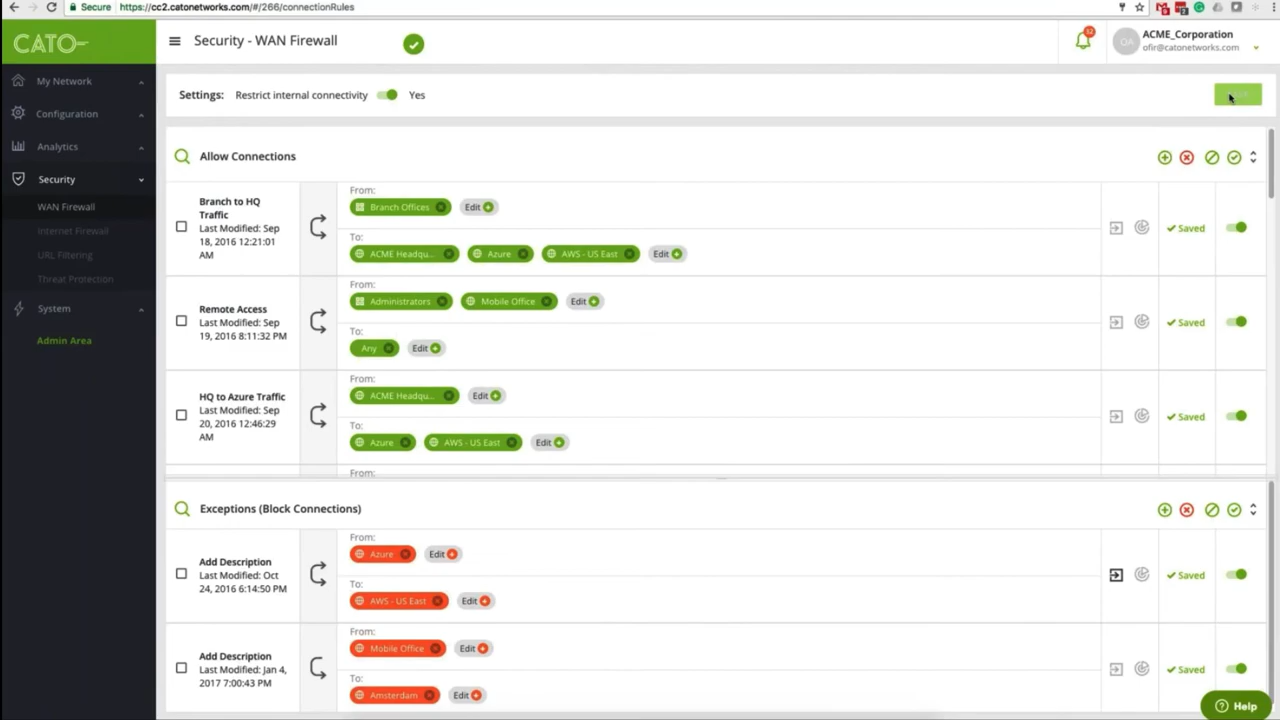 Secure
https://cc2.catonetworks.com/#/266/connectionRules
CATO
Security - WAN Firewall
ACME_Corporation
ofir@catonetworks.com
OA
My Network
Configuration
Analytics
Security
WAN Firewall
Internet Firewall
URL Filtering
Threat Protection
System
Admin Area
Settings: Restrict internal connectivity Yes
Allow Connections
Branch to HQ
Traffic
Last Modified: Sep
18, 2016 12:21:01
AM
From:
Branch Offices Edit
To:
ACME Headqu... Azure AWS - US East Edit
Saved
Remote Access
Last Modified: Sep
19, 2016 8:11:32 PM
From:
Administrators Mobile Office Edit
To:
Any Edit
Saved
HQ to Azure Traffic
Last Modified: Sep
20, 2016 12:46:29
AM
From:
ACME Headqu... Edit
To:
Azure AWS - US East Edit
Saved
From:
Exceptions (Block Connections)
Add Description
Last Modified: Oct
24, 2016 6:14:50 PM
From:
Azure Edit
To:
AWS - US East Edit
Saved
Add Description
Last Modified: Jan 4,
2017 7:00:43 PM
From:
Mobile Office Edit
To:
Amsterdam Edit
Saved
Help